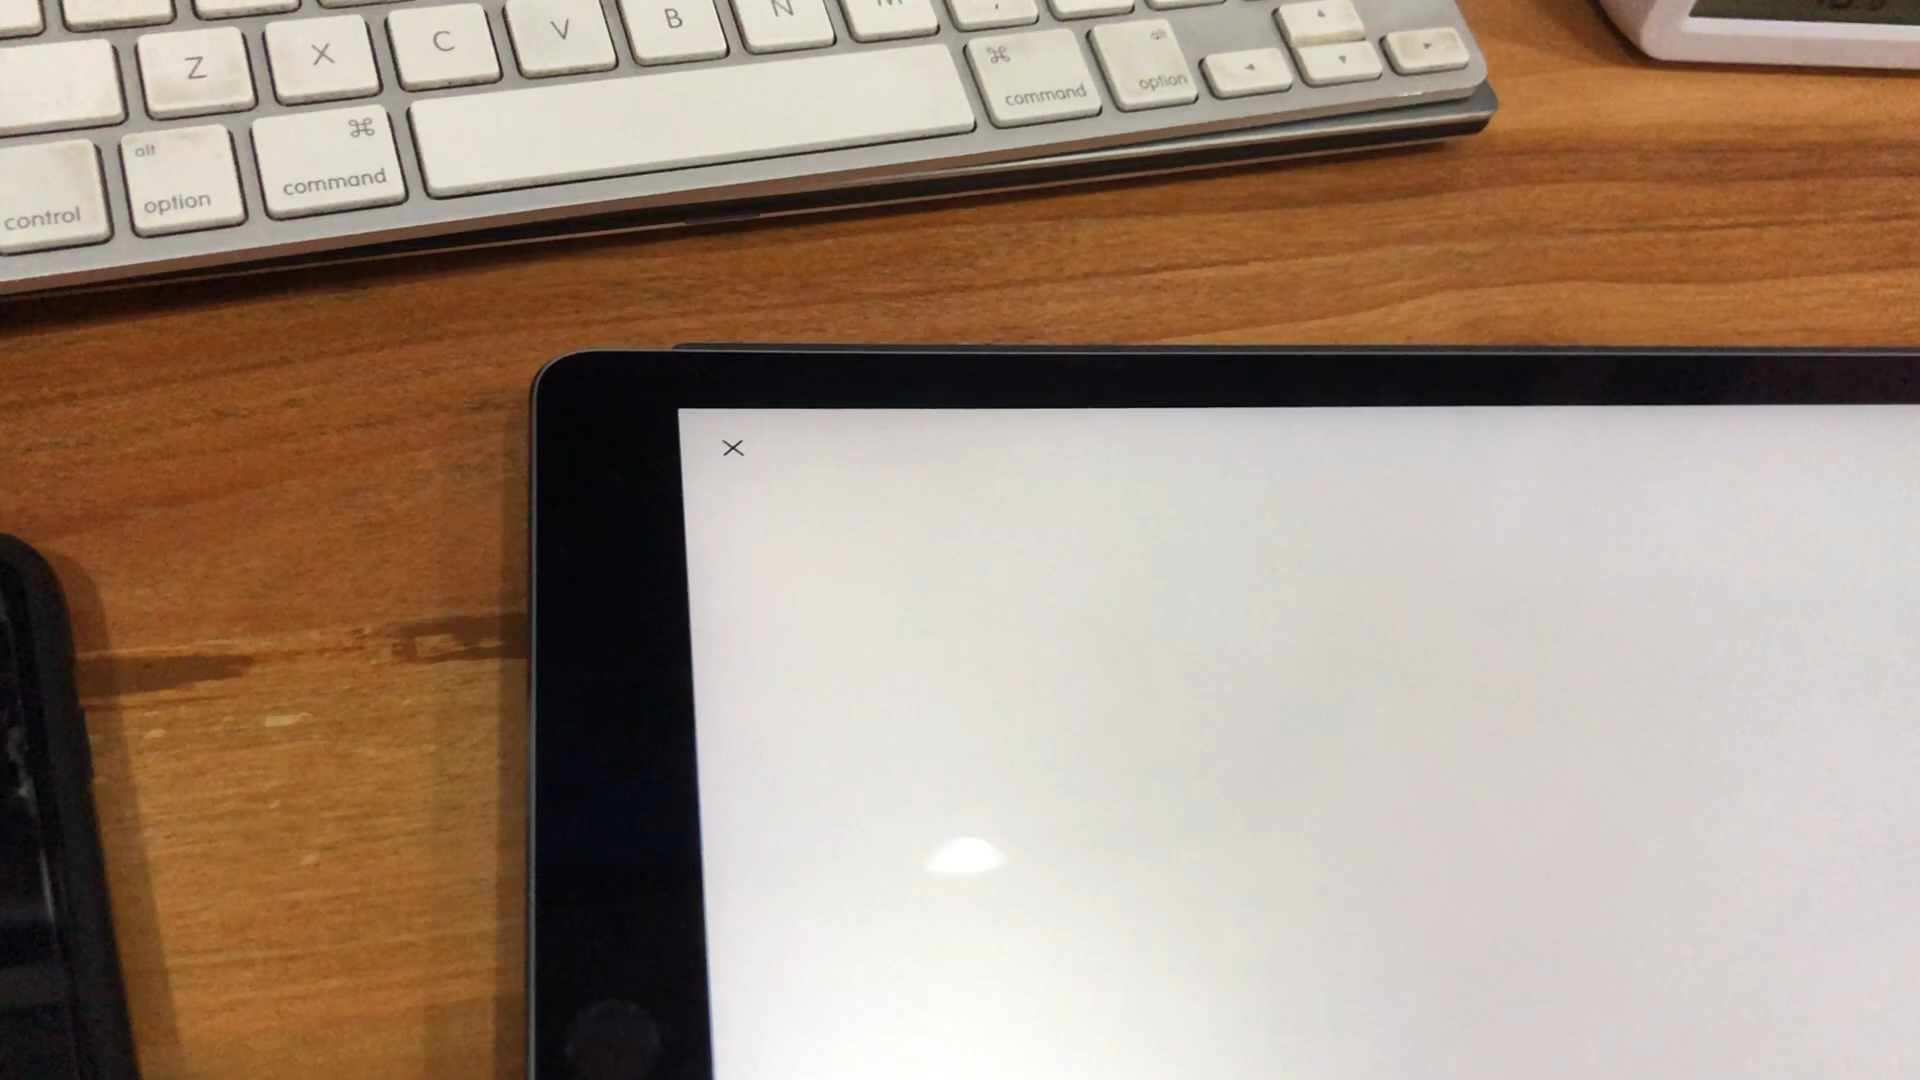 Z X C V B N M ,
⌘ command
alt option
control
alt option
⌘ command